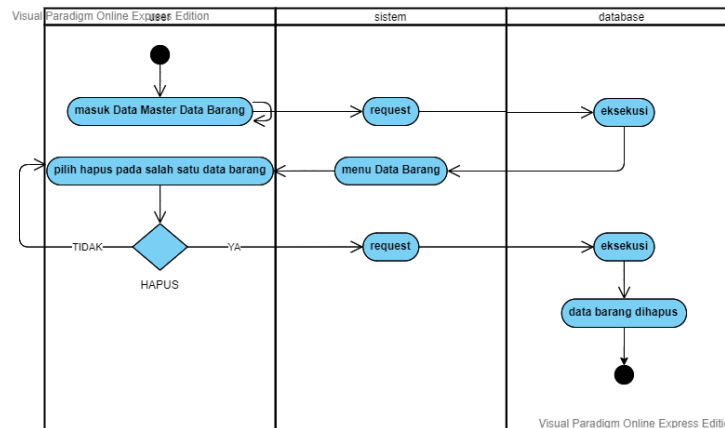 Visual Paradigm Online Express Edition
user
sistem
database
masuk Data Master Data Barang
request
eksekusi
pilih hapus pada salah satu data barang
menu Data Barang
TIDAK
YA
request
eksekusi
HAPUS
data barang dihapus
Visual Paradigm Online Express Editio